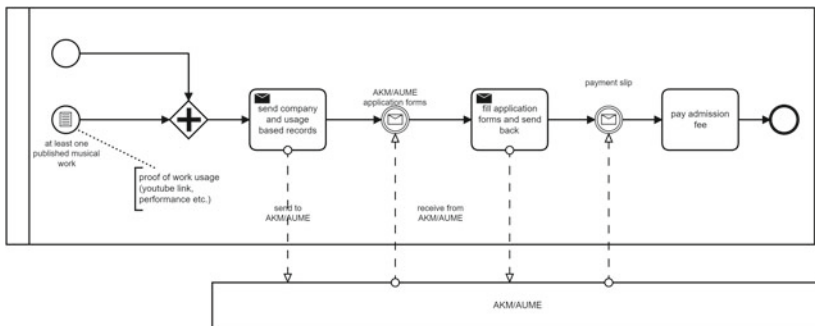 at least one
published musical
work
proof of work usage
(youtube link,
performance etc.)
send company
and usage
based records
send to
AKM/AUME
AKM/AUME
application forms
receive from
AKM/AUME
fill application
forms and send
back
payment slip
pay admission
fee
AKM/AUME